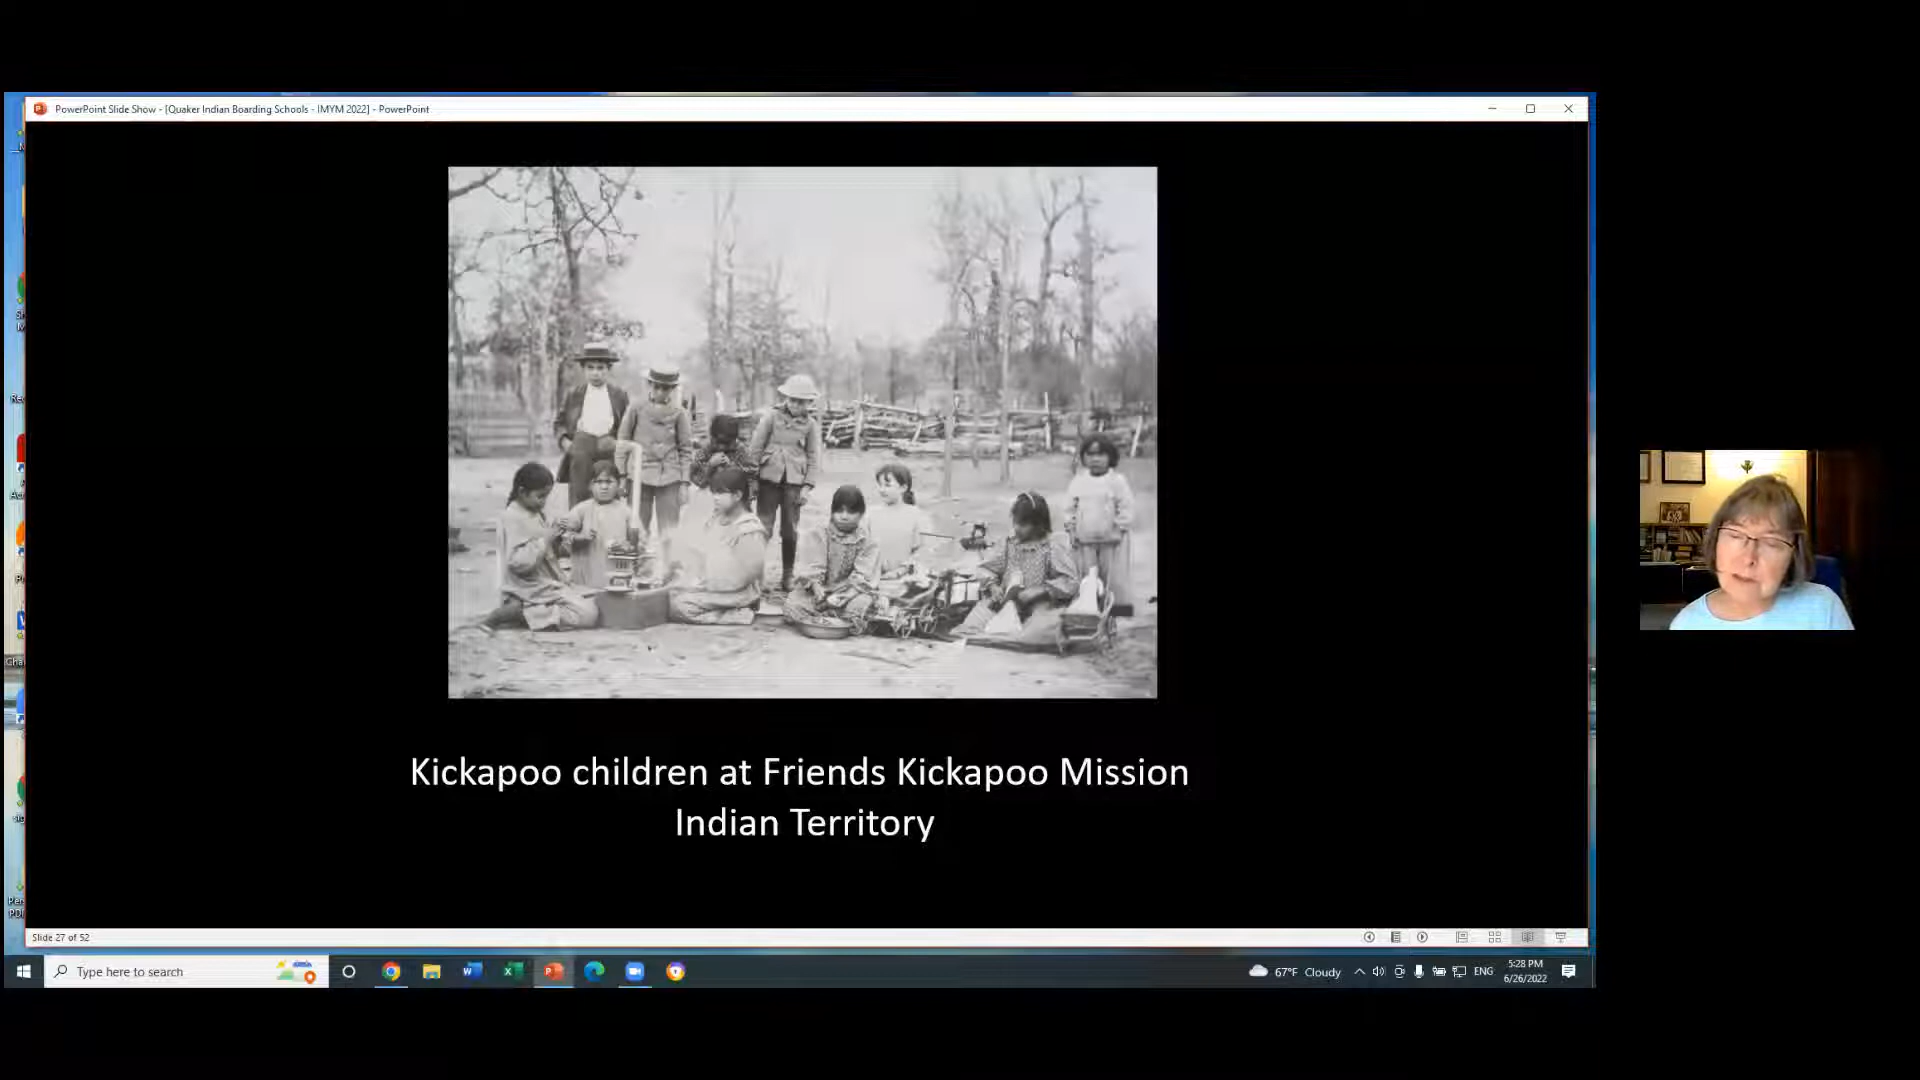 PowerPoint Slide Show - [Quaker Indian Boarding Schools - IMYM 2022] - PowerPoint
Kickapoo children at Friends Kickapoo Mission
Indian Territory
Slide 27 of 52
Type here to search
67°F Cloudy
ENG
5:28 PM
6/26/2022